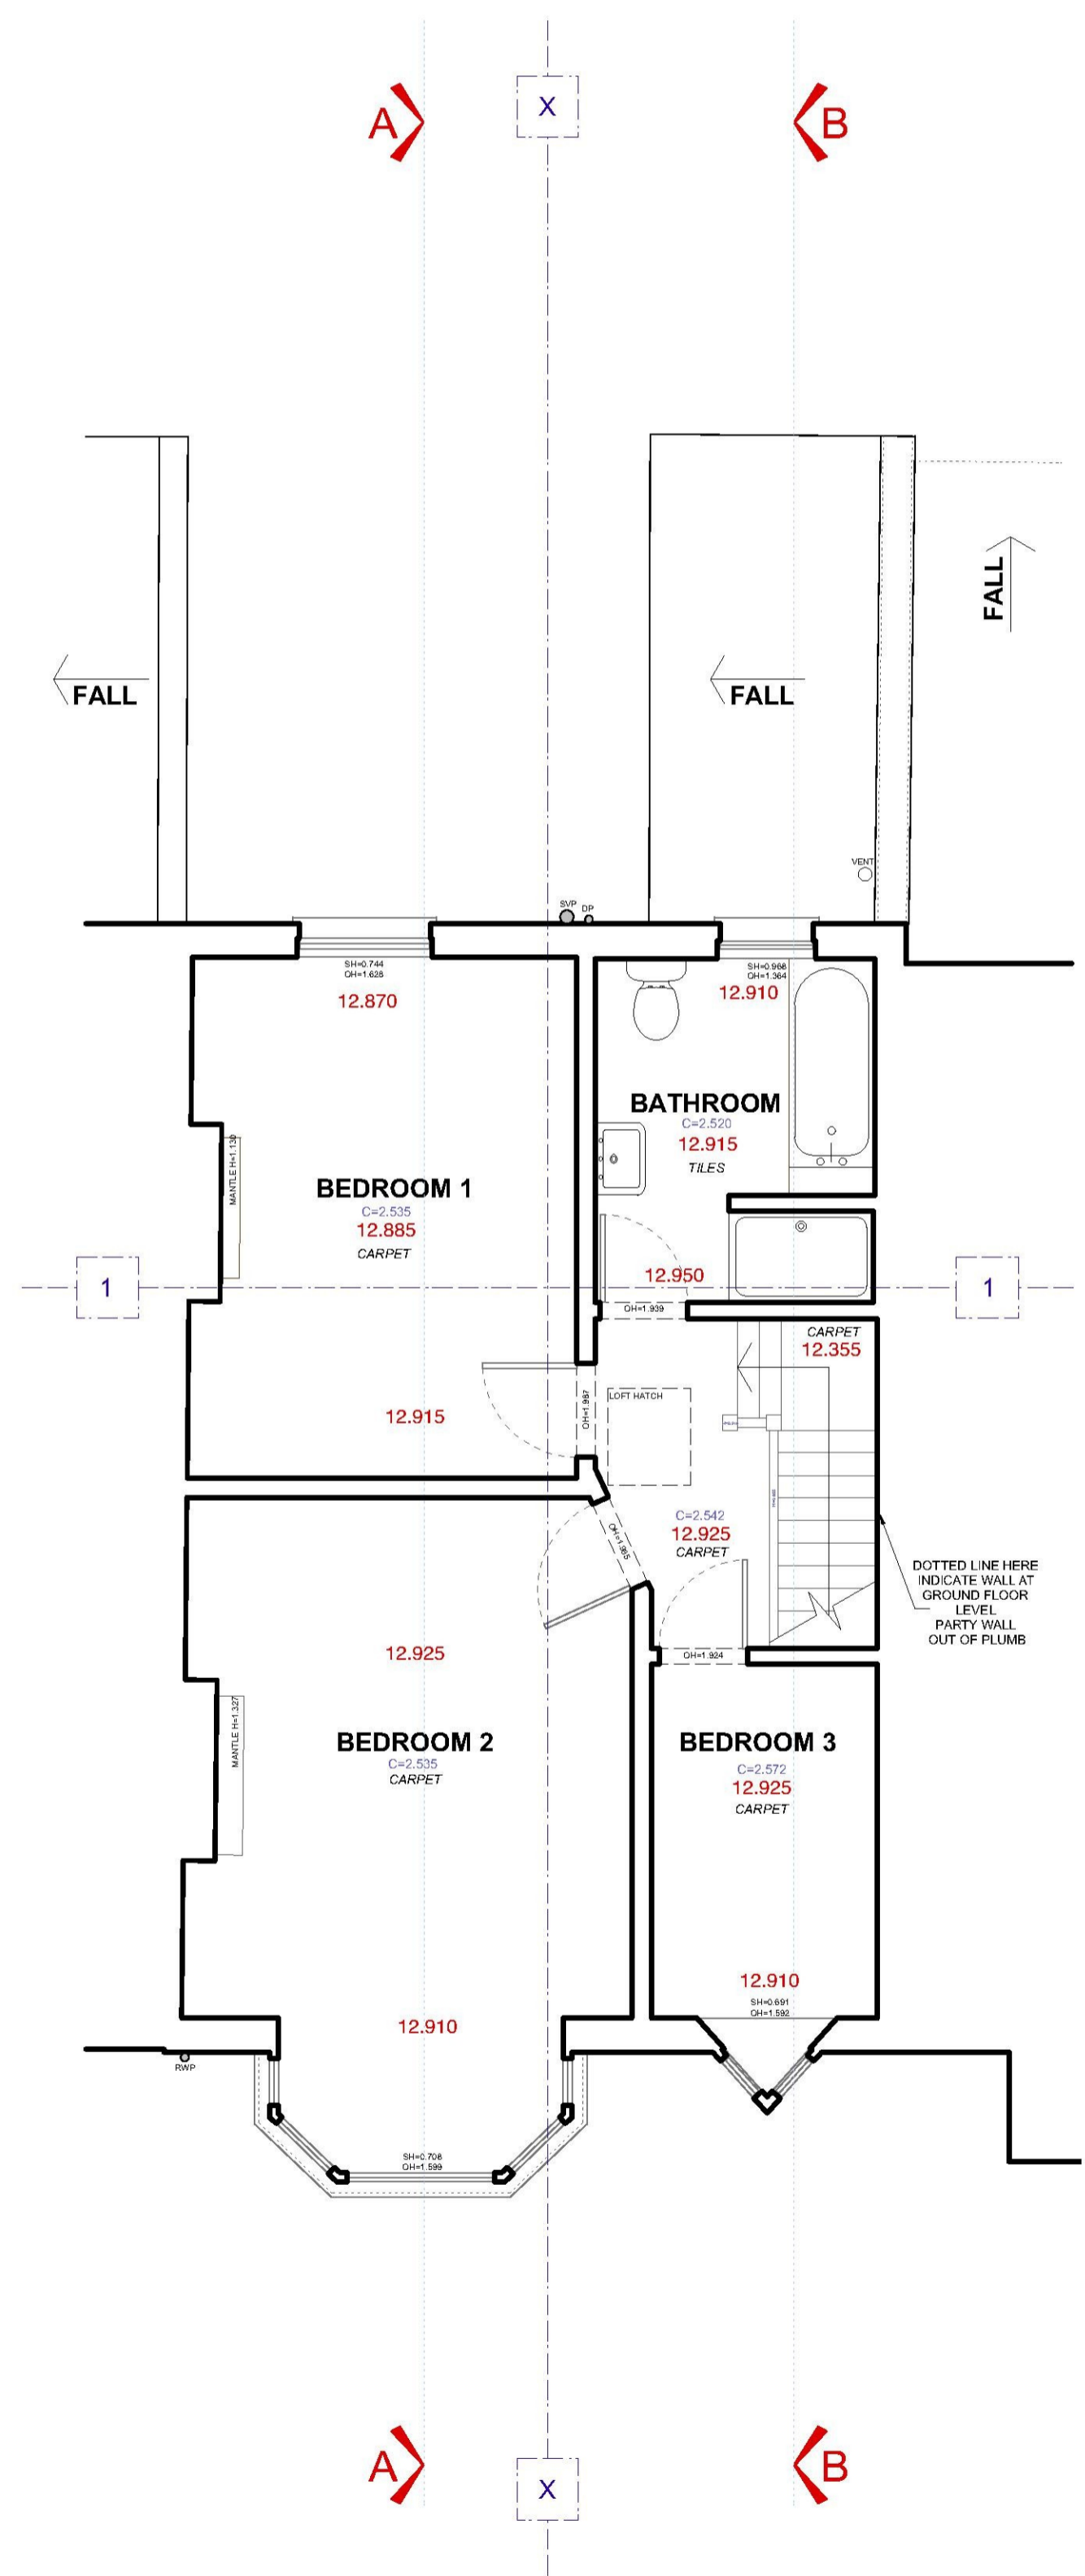 A
X
B
FALL
FALL
FALL
VENT
SVP
DP
SH=0.744
OH=1.628
12.870
SH=0.968
OH=1.364
12.910
BATHROOM
C=2.520
12.915
TILES
MANTLE H=1.130
BEDROOM 1
C=2.535
12.885
CARPET
12.950
1
1
OH=1.939
CARPET
12.355
12.915
OH=1.987
LOFT HATCH
C=2.542
12.925
CARPET
OH=1.985
DOTTED LINE HERE
INDICATE WALL AT
GROUND FLOOR
LEVEL
PARTY WALL
OUT OF PLUMB
12.925
OH=1.924
MANTLE H=1.327
BEDROOM 2
C=2.535
CARPET
BEDROOM 3
C=2.572
12.925
CARPET
12.910
SH=0.691
OH=1.592
12.910
RWP
SH=0.708
OH=1.599
A
X
B